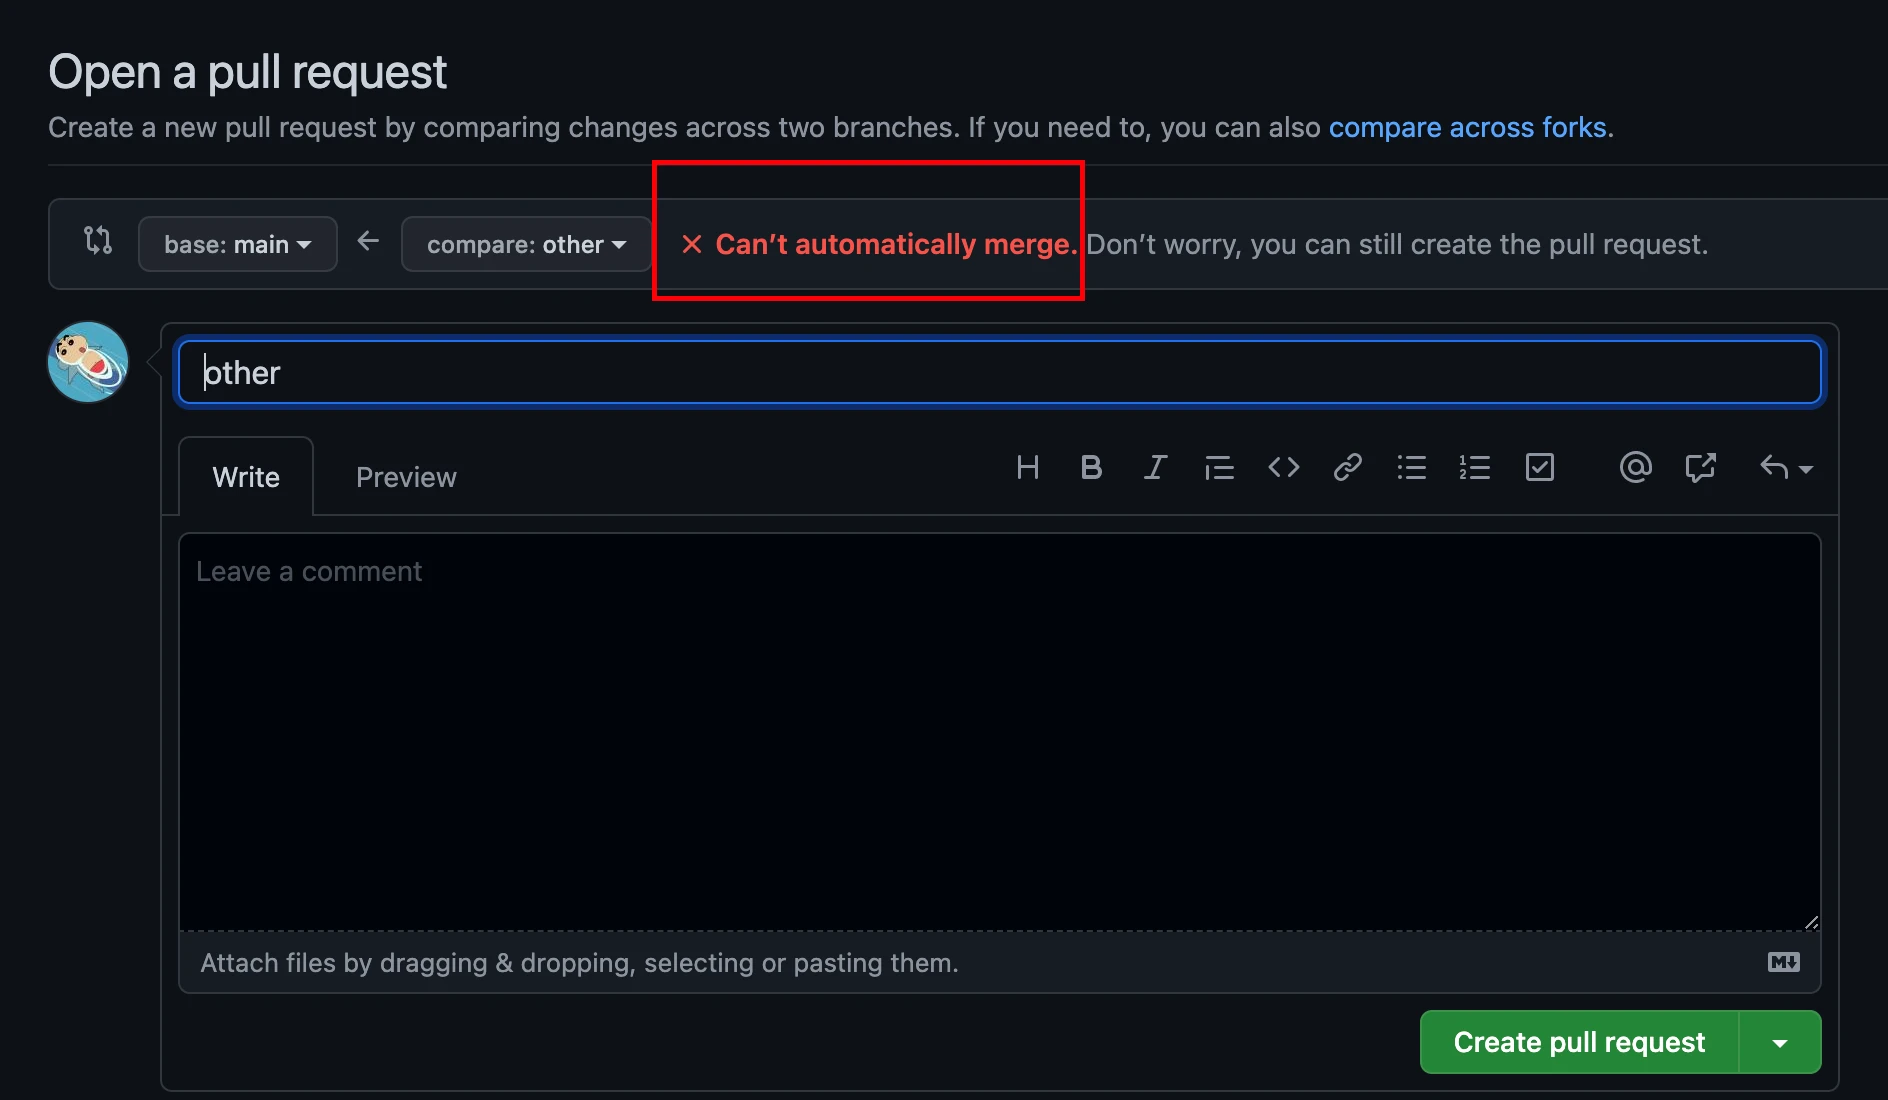 Open a pull request
Create a new pull request by comparing changes across two branches. If you need to, you can also compare across forks.
base: main compare: other Can’t automatically merge. Don’t worry, you can still create the pull request.
other
Write Preview
Leave a comment
Attach files by dragging & dropping, selecting or pasting them.
Create pull request